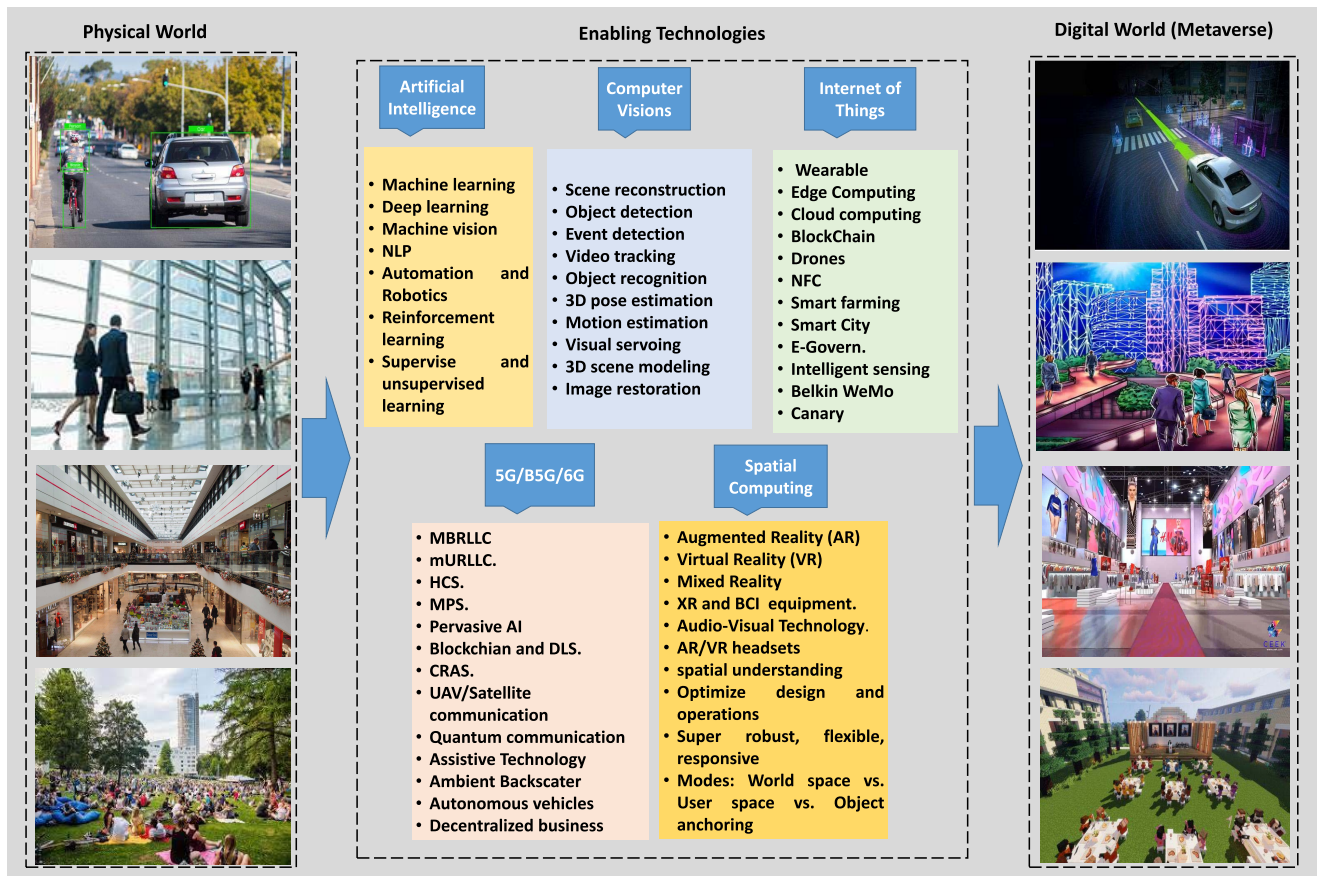 Physical World
Enabling Technologies
Digital World (Metaverse)
Artificial
Intelligence
• Machine learning
• Deep learning
• Machine vision
• NLP
• Automation and
Robotics
• Reinforcement
learning
• Supervise and
unsupervised
learning
Computer
Visions
• Scene reconstruction
• Object detection
• Event detection
• Video tracking
• Object recognition
• 3D pose estimation
• Motion estimation
• Visual servoing
• 3D scene modeling
• Image restoration
Internet of
Things
• Wearable
• Edge Computing
• Cloud computing
• BlockChain
• Drones
• NFC
• Smart farming
• Smart City
• E-Govern.
• Intelligent sensing
• Belkin WeMo
• Canary
5G/B5G/6G
• MBRLLC
• mURLLC.
• HCS.
• MPS.
• Pervasive AI
• Blockchian and DLS.
• CRAS.
• UAV/Satellite
communication
• Quantum communication
• Assistive Technology
• Ambient Backscater
• Autonomous vehicles
• Decentralized business
Spatial
Computing
• Augmented Reality (AR)
• Virtual Reality (VR)
• Mixed Reality
• XR and BCI equipment.
• Audio-Visual Technology.
• AR/VR headsets
• spatial understanding
• Optimize design and
operations
• Super robust, flexible,
responsive
• Modes: World space vs.
User space vs. Object
anchoring
H&M
CEEK